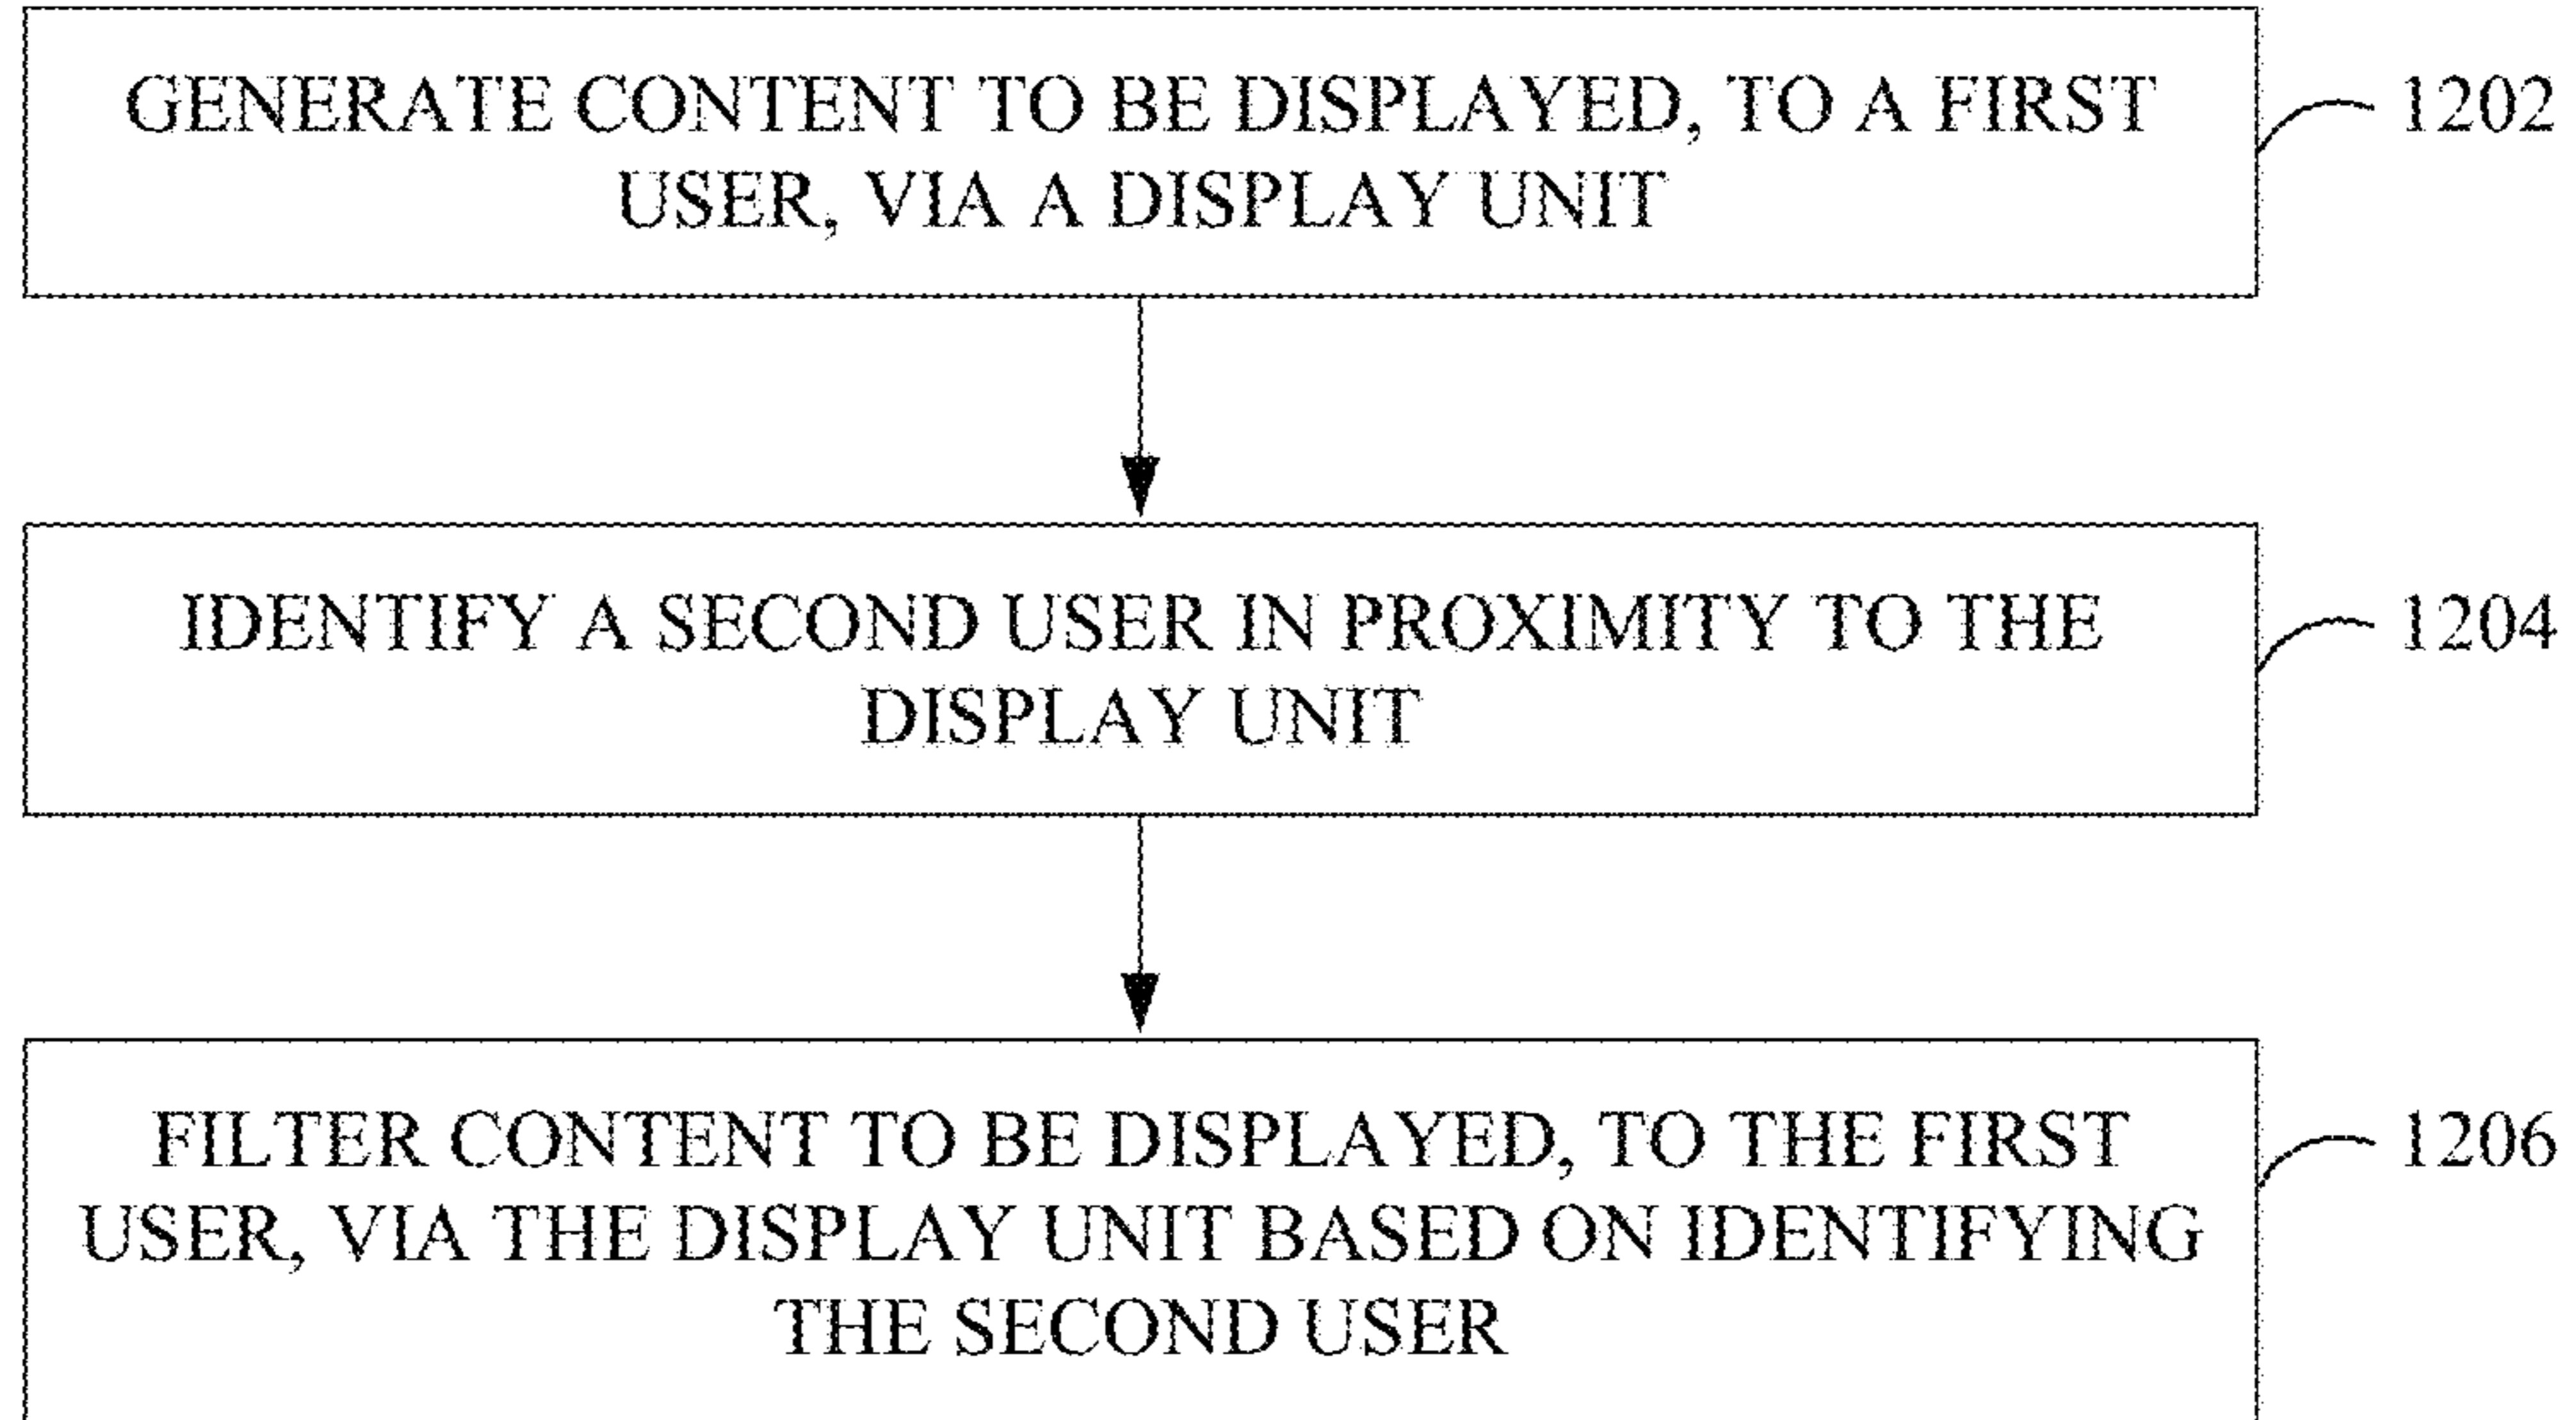 GENERATE CONTENT TO BE DISPLAYED, TO A FIRST
USER, VIA A DISPLAY UNIT
1202
IDENTIFY A SECOND USER IN PROXIMITY TO THE
DISPLAY UNIT
1204
FILTER CONTENT TO BE DISPLAYED, TO THE FIRST
USER, VIA THE DISPLAY UNIT BASED ON IDENTIFYING
THE SECOND USER
1206